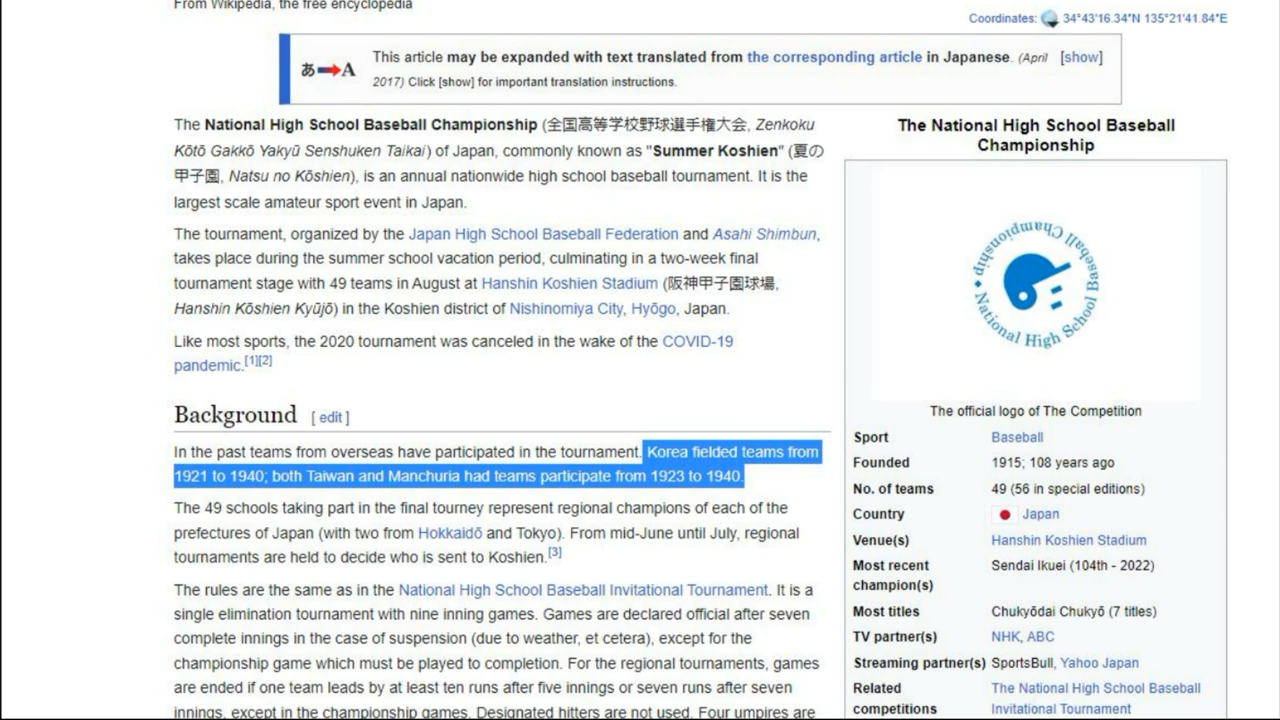 From Wikipedia, the free encyclopedia
Coordinates: 34°43′16.34″N 135°21′41.84″E
あ A
This article may be expanded with text translated from the corresponding article in Japanese. (April [show]
2017) Click [show] for important translation instructions.
The National High School Baseball Championship (全国高等学校野球選手権大会, Zenkoku
Kōtō Gakkō Yakyū Senshuken Taikai) of Japan, commonly known as "Summer Koshien" (夏の
甲子園, Natsu no Kōshien), is an annual nationwide high school baseball tournament. It is the
largest scale amateur sport event in Japan.
The tournament, organized by the Japan High School Baseball Federation and Asahi Shimbun,
takes place during the summer school vacation period, culminating in a two-week final
tournament stage with 49 teams in August at Hanshin Koshien Stadium (阪神甲子園球場,
Hanshin Kōshien Kyūjō) in the Koshien district of Nishinomiya City, Hyōgo, Japan.
Like most sports, the 2020 tournament was canceled in the wake of the COVID-19
pandemic.[1][2]
Background [ edit ]
In the past teams from overseas have participated in the tournament. Korea fielded teams from
1921 to 1940; both Taiwan and Manchuria had teams participate from 1923 to 1940.
The 49 schools taking part in the final tourney represent regional champions of each of the
prefectures of Japan (with two from Hokkaidō and Tokyo). From mid-June until July, regional
tournaments are held to decide who is sent to Koshien.[3]
The rules are the same as in the National High School Baseball Invitational Tournament. It is a
single elimination tournament with nine inning games. Games are declared official after seven
complete innings in the case of suspension (due to weather, et cetera), except for the
championship game which must be played to completion. For the regional tournaments, games
are ended if one team leads by at least ten runs after five innings or seven runs after seven
innings, except in the championship games. Designated hitters are not used. Four umpires are
The National High School Baseball
Championship
National High School Baseball Championship
The official logo of The Competition
Sport Baseball
Founded 1915; 108 years ago
No. of teams 49 (56 in special editions)
Country Japan
Venue(s) Hanshin Koshien Stadium
Most recent Sendai Ikuei (104th - 2022)
champion(s)
Most titles Chukyōdai Chukyō (7 titles)
TV partner(s) NHK, ABC
Streaming partner(s) SportsBull, Yahoo Japan
Related The National High School Baseball
competitions Invitational Tournament